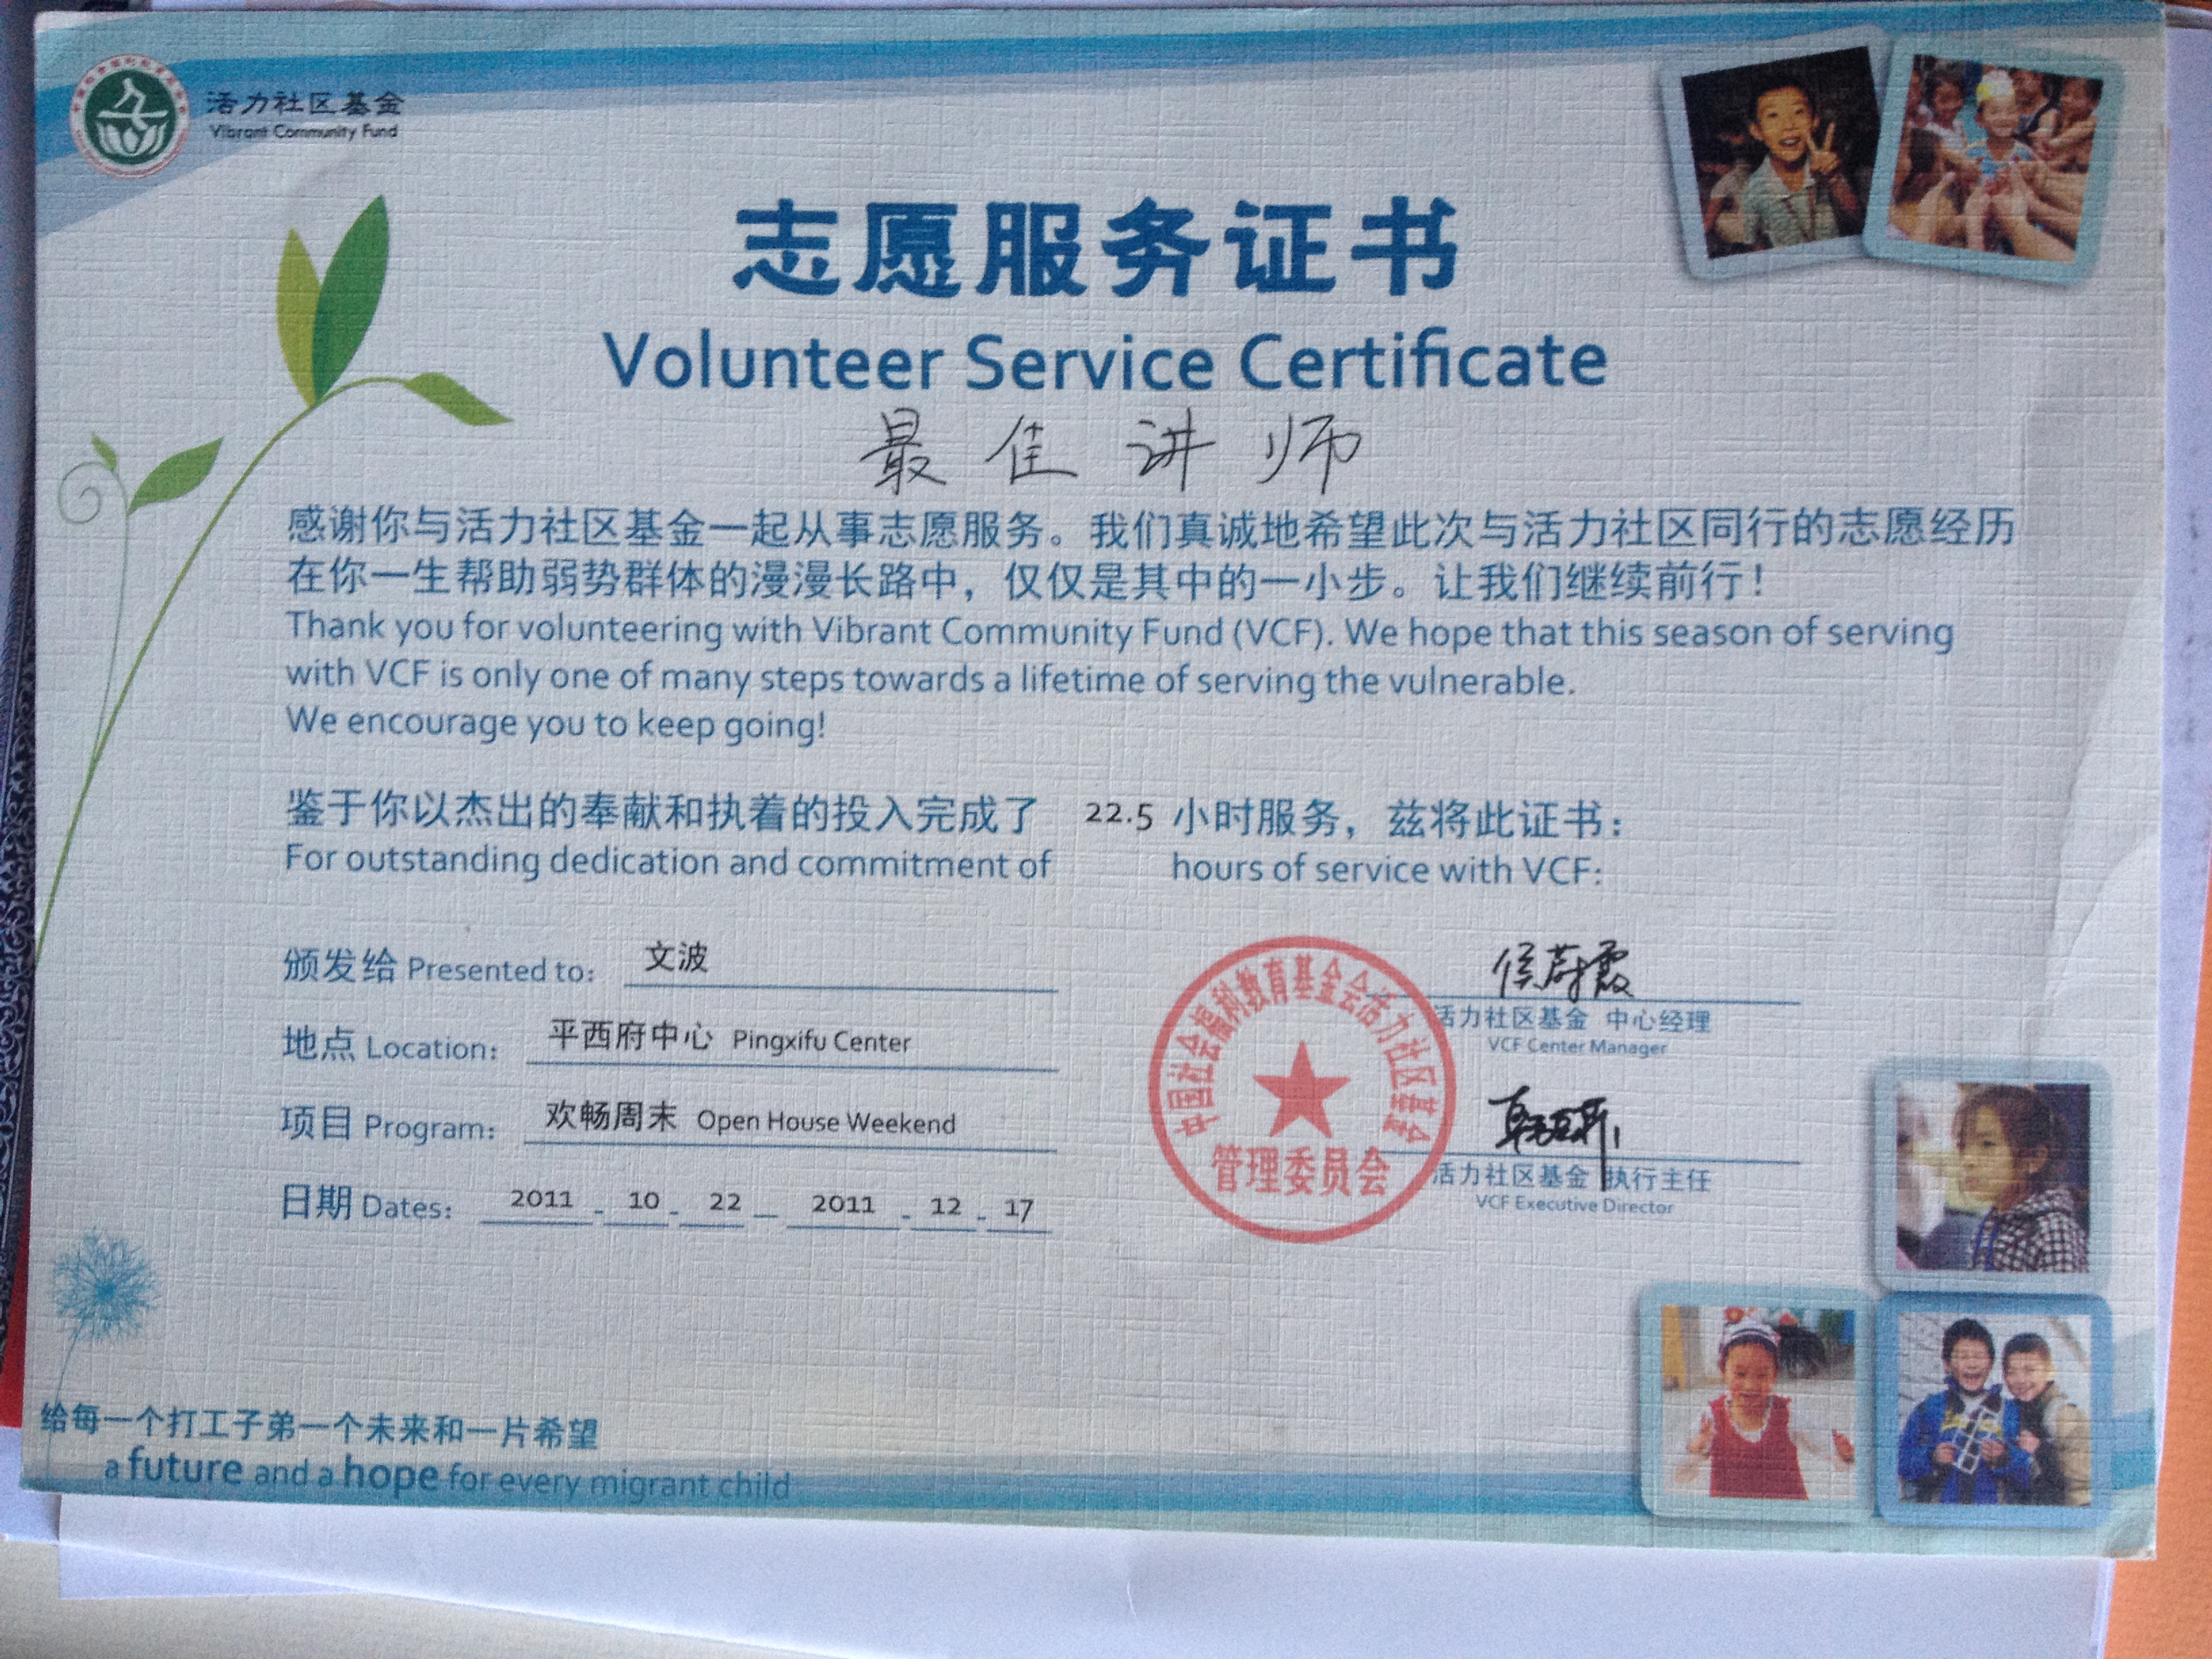 活力社区基金
Vibrant Community Fund
志愿服务证书
Volunteer Service Certificate
最佳讲师
感谢你与活力社区基金一起从事志愿服务。我们真诚地希望此次与活力社区同行的志愿经历
在你一生帮助弱势群体的漫漫长路中，仅仅是其中的一小步。让我们继续前行！
Thank you for volunteering with Vibrant Community Fund (VCF). We hope that this season of serving
with VCF is only one of many steps towards a lifetime of serving the vulnerable.
We encourage you to keep going!
鉴于你以杰出的奉献和执着的投入完成了 22.5 小时服务，兹将此证书：
For outstanding dedication and commitment of hours of service with VCF:
颁发给 Presented to: 文波
地点 Location: 平西府中心 Pingxifu Center
项目 Program: 欢畅周末 Open House Weekend
日期 Dates: 2011 - 10 - 22 — 2011 - 12 - 17
中国社会福利教育基金会活力社区基金
管理委员会
侯蔚霞
活力社区基金 中心经理
VCF Center Manager
活力社区基金 执行主任
VCF Executive Director
给每一个打工子弟一个未来和一片希望
a future and a hope for every migrant child